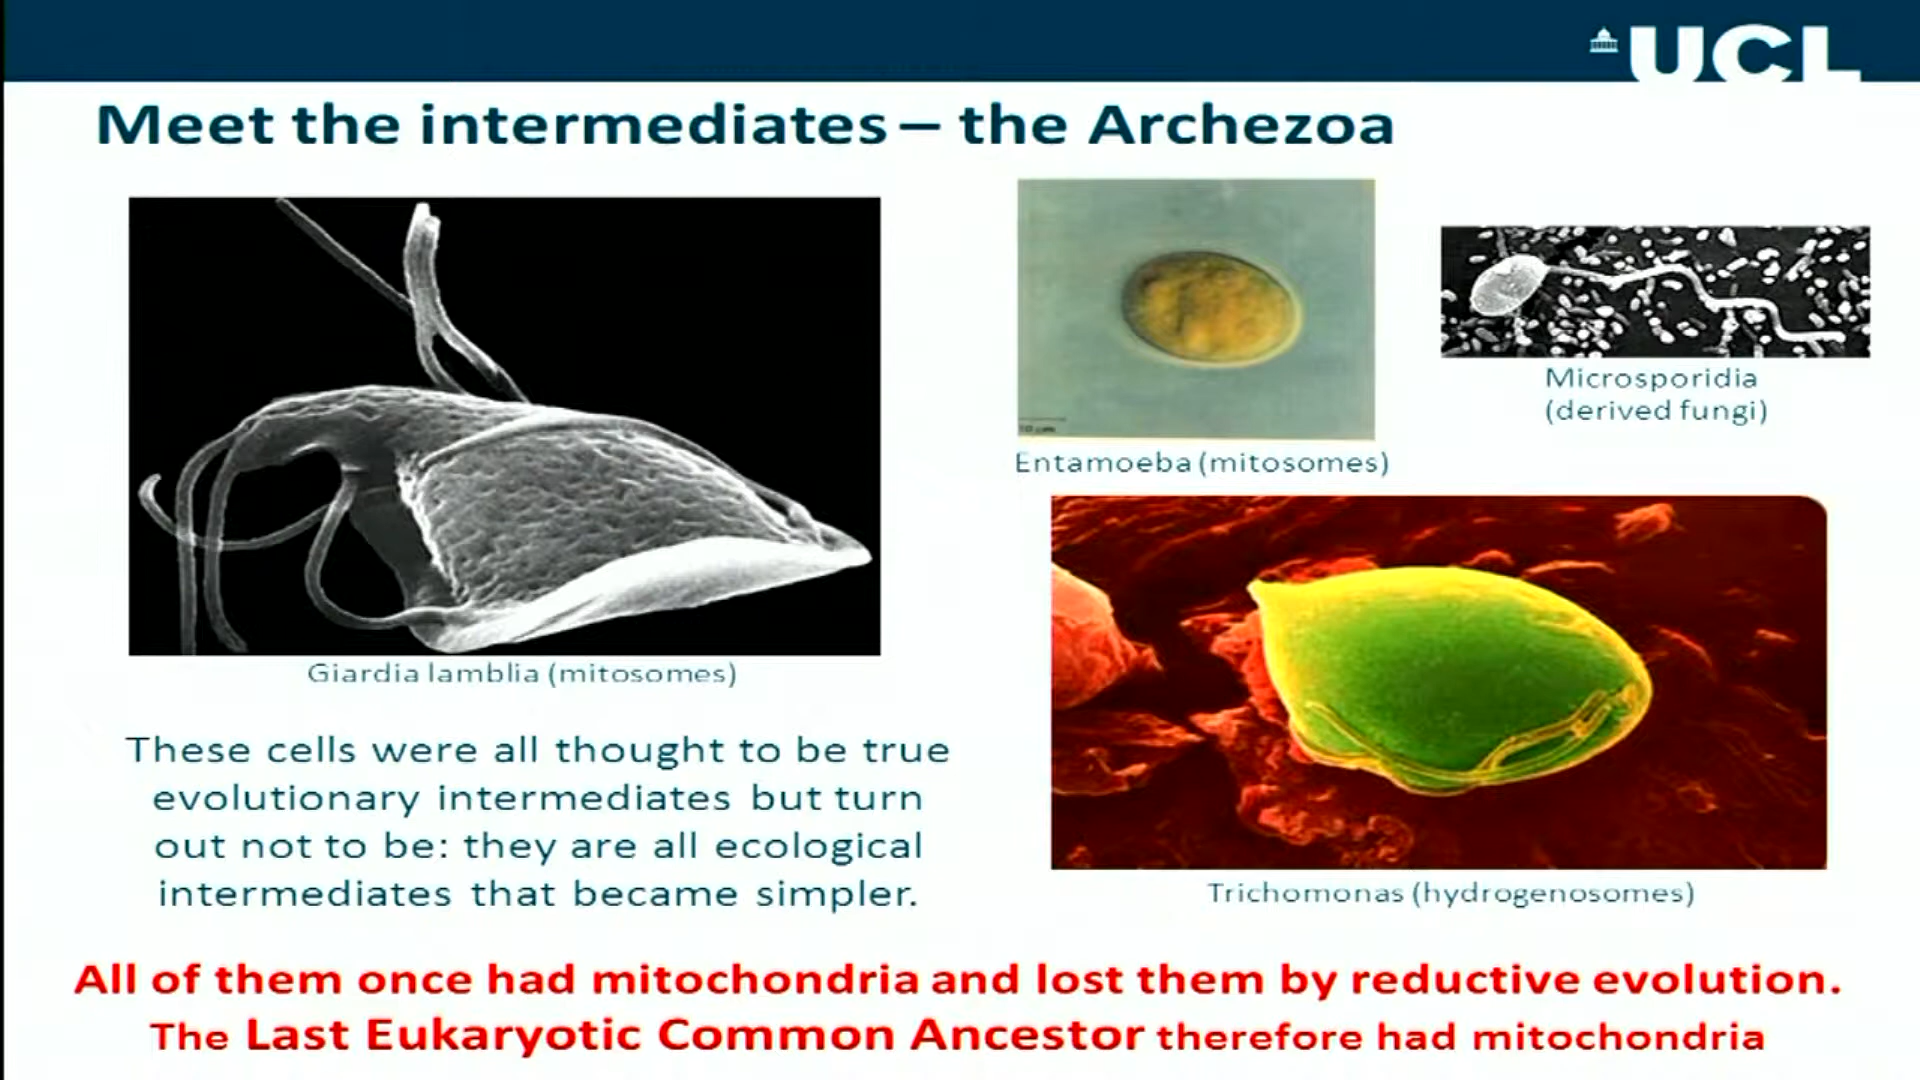 UCL
Meet the intermediates – the Archezoa
Microsporidia
(derived fungi)
Entamoeba (mitosomes)
Giardia lamblia (mitosomes)
These cells were all thought to be true
evolutionary intermediates but turn
out not to be: they are all ecological
intermediates that became simpler.
Trichomonas (hydrogenosomes)
All of them once had mitochondria and lost them by reductive evolution.
The Last Eukaryotic Common Ancestor therefore had mitochondria